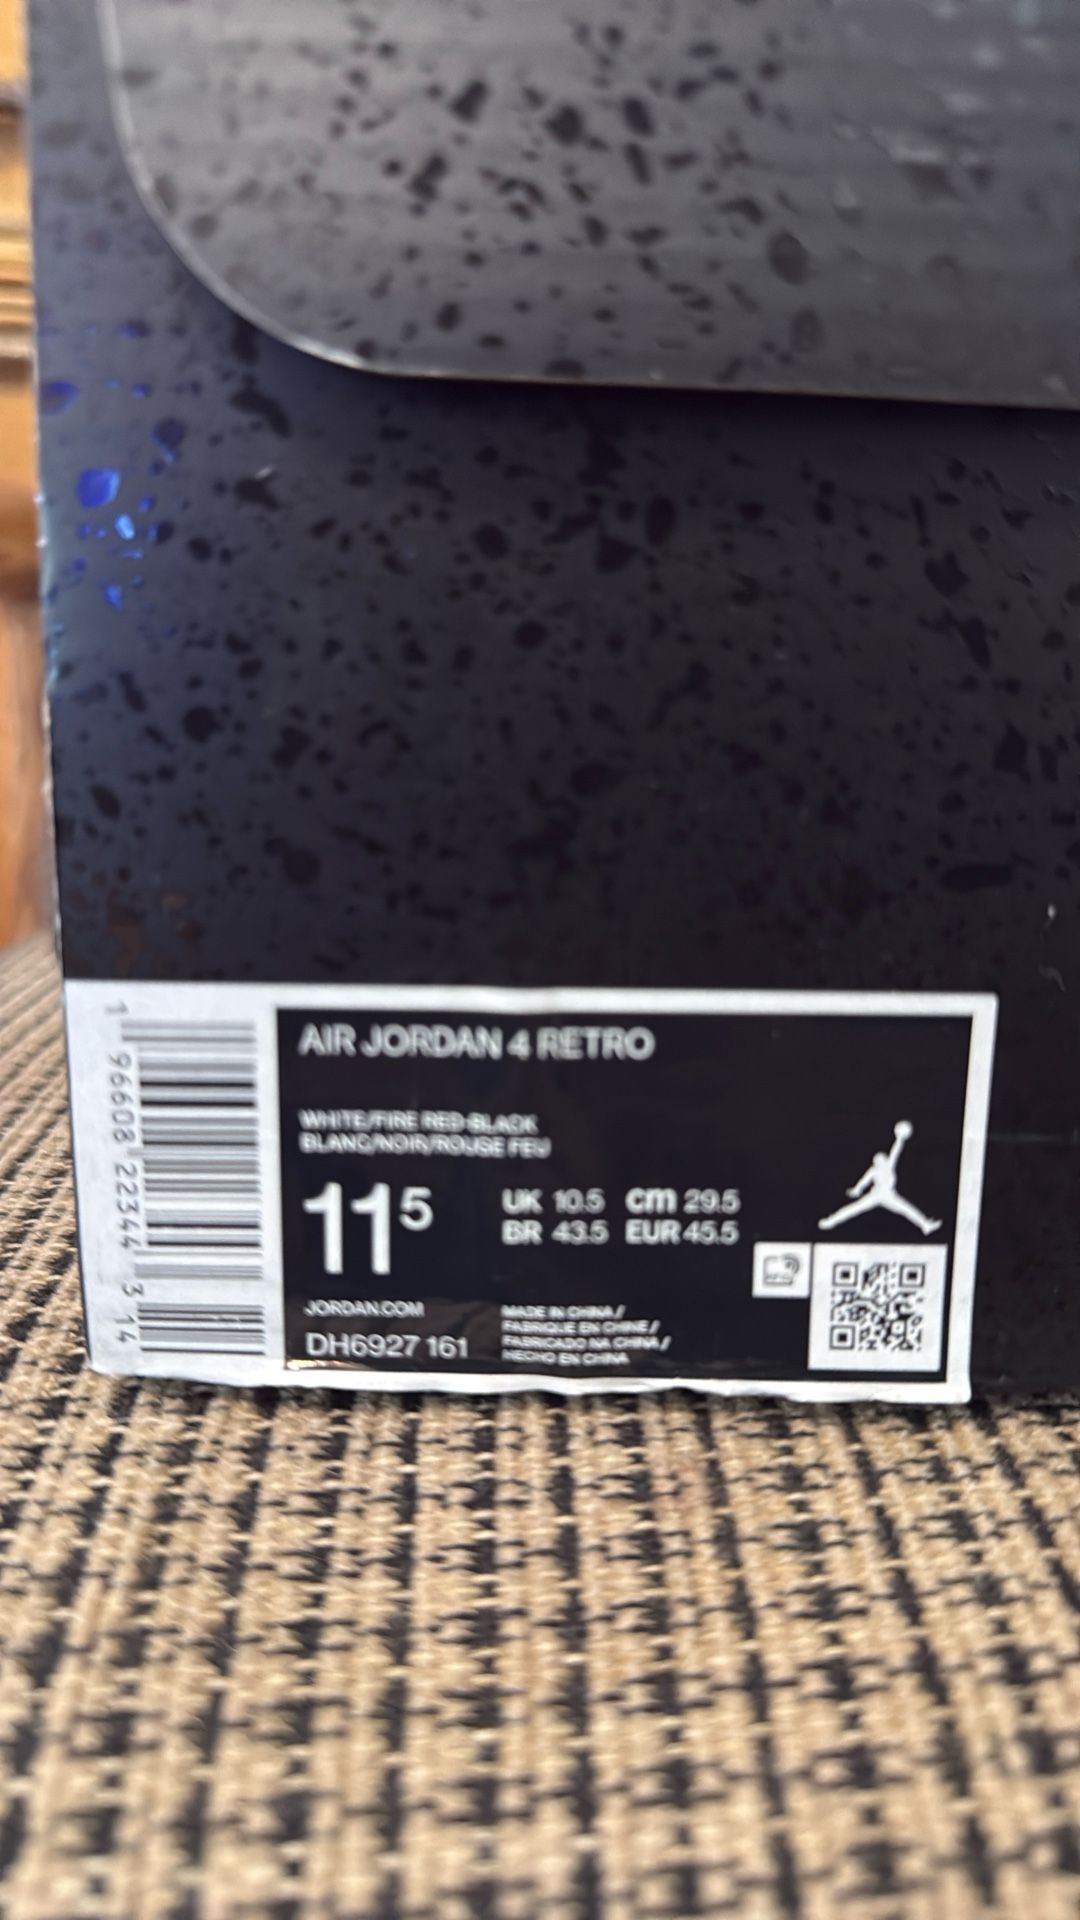 AIR JORDAN 4 RETRO
WHITE/FIRE RED-BLACK
BLANC/NOIR/ROUGE FEU
11⁵
UK 10.5 cm 29.5
BR 43.5 EUR 45.5
JORDAN.COM
DH6927 161
MADE IN CHINA /
FABRIQUE EN CHINE /
FABRICADO NA CHINA /
HECHO EN CHINA
1 96608 22344 3 14